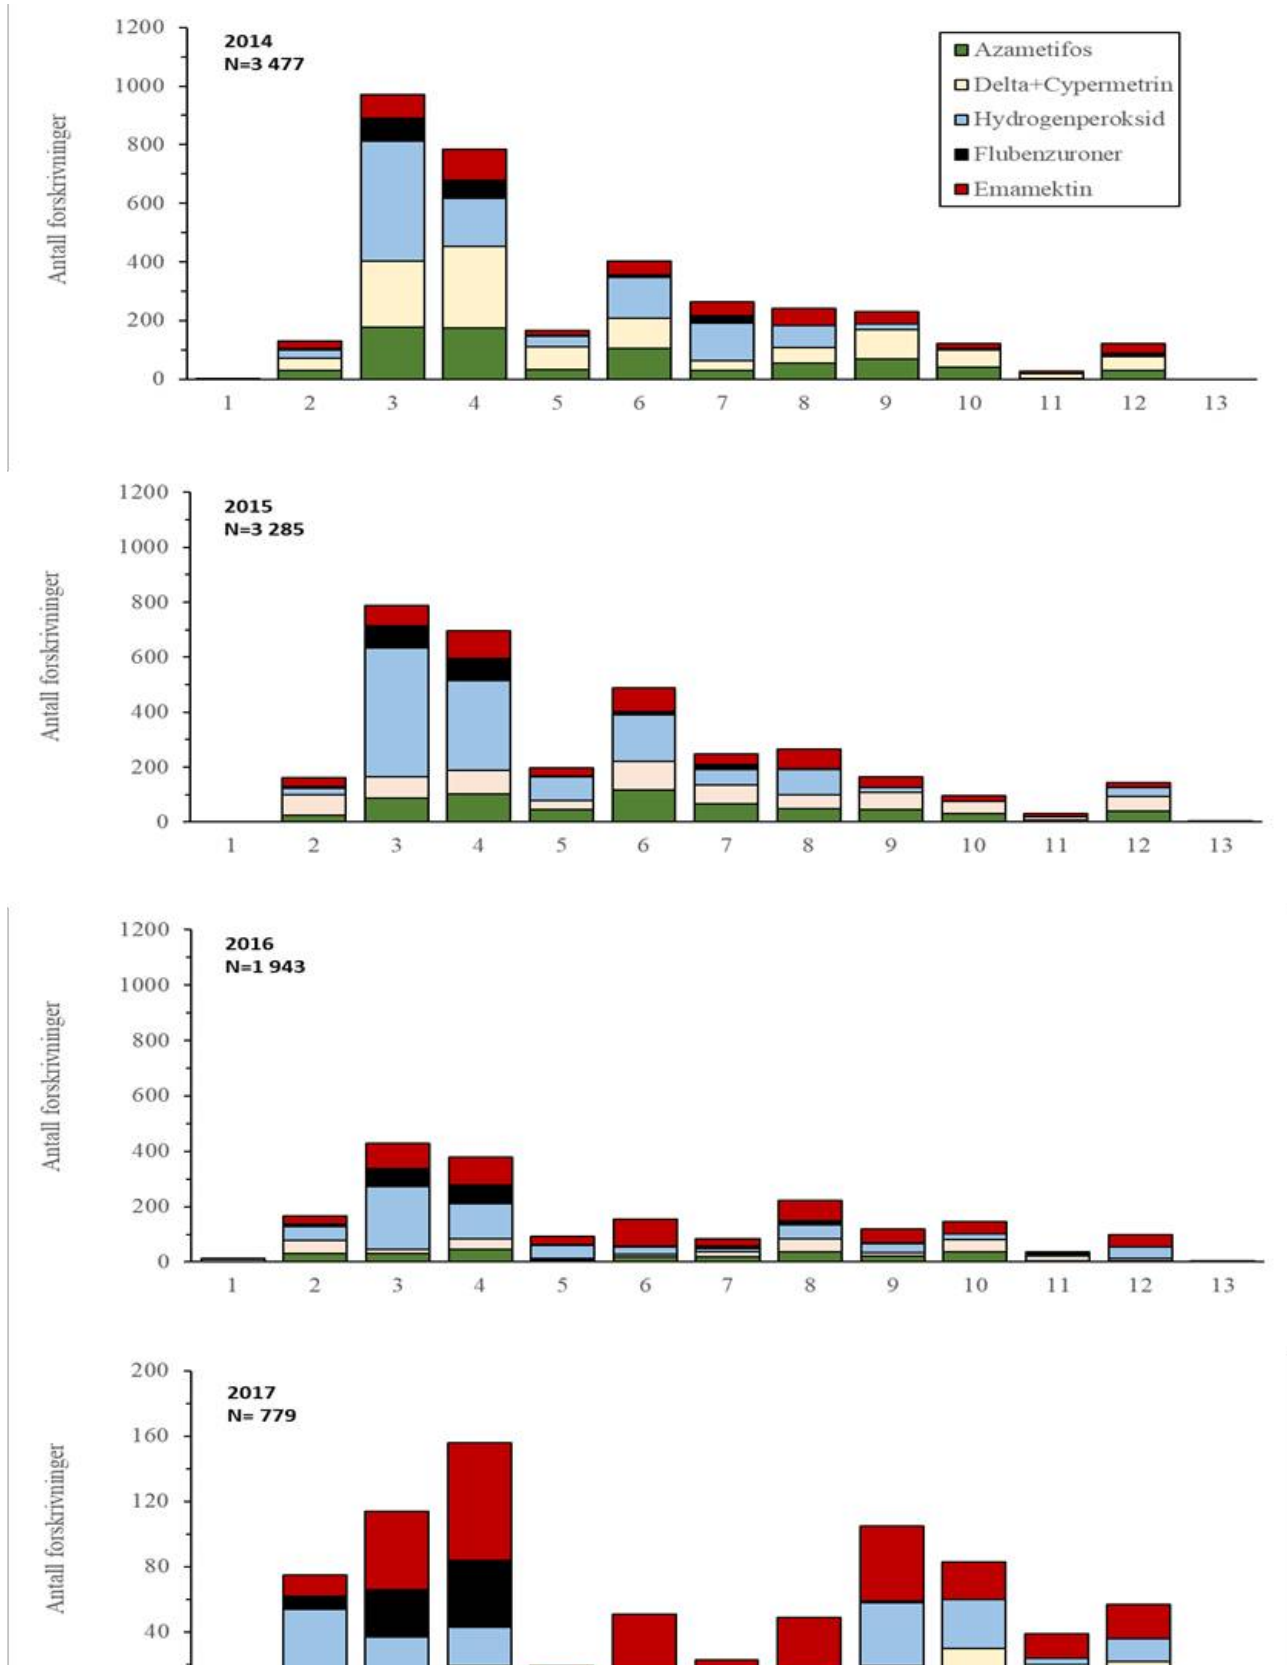 1200
2014
N=3 477
1000
800
600
400
200
0
Antall forskrivninger
Azametifos
Delta+Cypermetrin
Hydrogenperoksid
Flubenzuroner
Emamektin
1 2 3 4 5 6 7 8 9 10 11 12 13
1200
2015
N=3 285
1000
800
600
400
200
0
Antall forskrivninger
1 2 3 4 5 6 7 8 9 10 11 12 13
1200
2016
N=1 943
1000
800
600
400
200
0
Antall forskrivninger
1 2 3 4 5 6 7 8 9 10 11 12 13
200
2017
N= 779
160
120
80
40
Antall forskrivninger